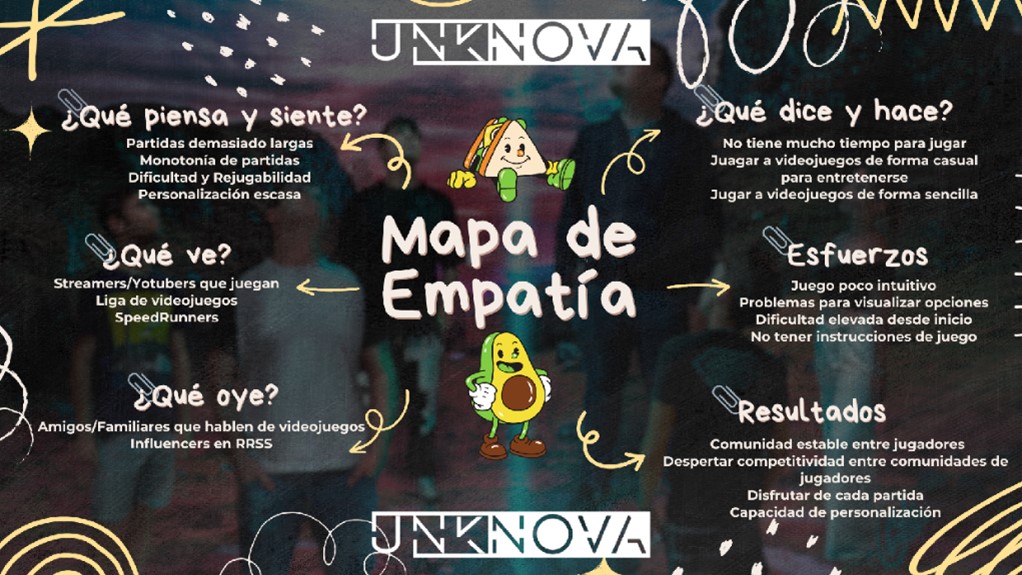 UNKNOVA
¿Qué piensa y siente?
Partidas demasiado largas
Monotonía de partidas
Dificultad y Rejugabilidad
Personalización escasa
¿Qué ve?
Streamers/Yotubers que juegan
Liga de videojuegos
SpeedRunners
¿Qué oye?
Amigos/Familiares que hablen de videojuegos
Influencers en RRSS
Mapa de
Empatía
¿Qué dice y hace?
No tiene mucho tiempo para jugar
Juagar a videojuegos de forma casual
para entretenerse
Jugar a videojuegos de forma sencilla
Esfuerzos
Juego poco intuitivo
Problemas para visualizar opciones
Dificultad elevada desde inicio
No tener instrucciones de juego
Resultados
Comunidad estable entre jugadores
Despertar competitividad entre comunidades de
jugadores
Disfrutar de cada partida
Capacidad de personalización
UNKNOVA